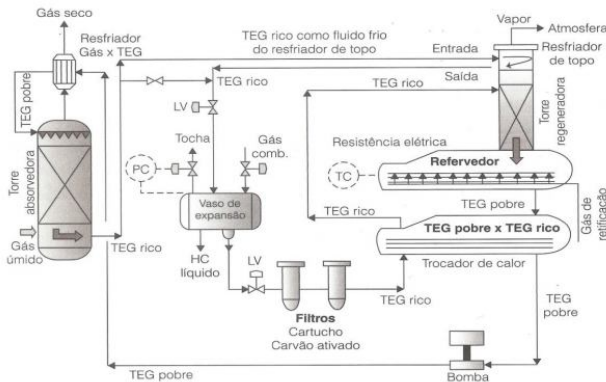 Gás seco
Resfriador
Gás x TEG
TEG pobre
Torre
absorvedora
Gás
úmido
TEG rico
TEG rico como fluido frio
do resfriador de topo
TEG rico
LV
Tocha
PC
Gás
comb.
Vaso de
expansão
HC
líquido
LV
Filtros
Cartucho
Carvão ativado
TEG rico
TEG rico
TEG rico
Entrada
Saída
Vapor
Atmosfera
Resfriador
de topo
Torre
regeneradora
Resistência elétrica
TC
Refervedor
TEG pobre
Gás de
retificação
TEG pobre x TEG rico
Trocador de calor
TEG
pobre
Bomba
TEG pobre